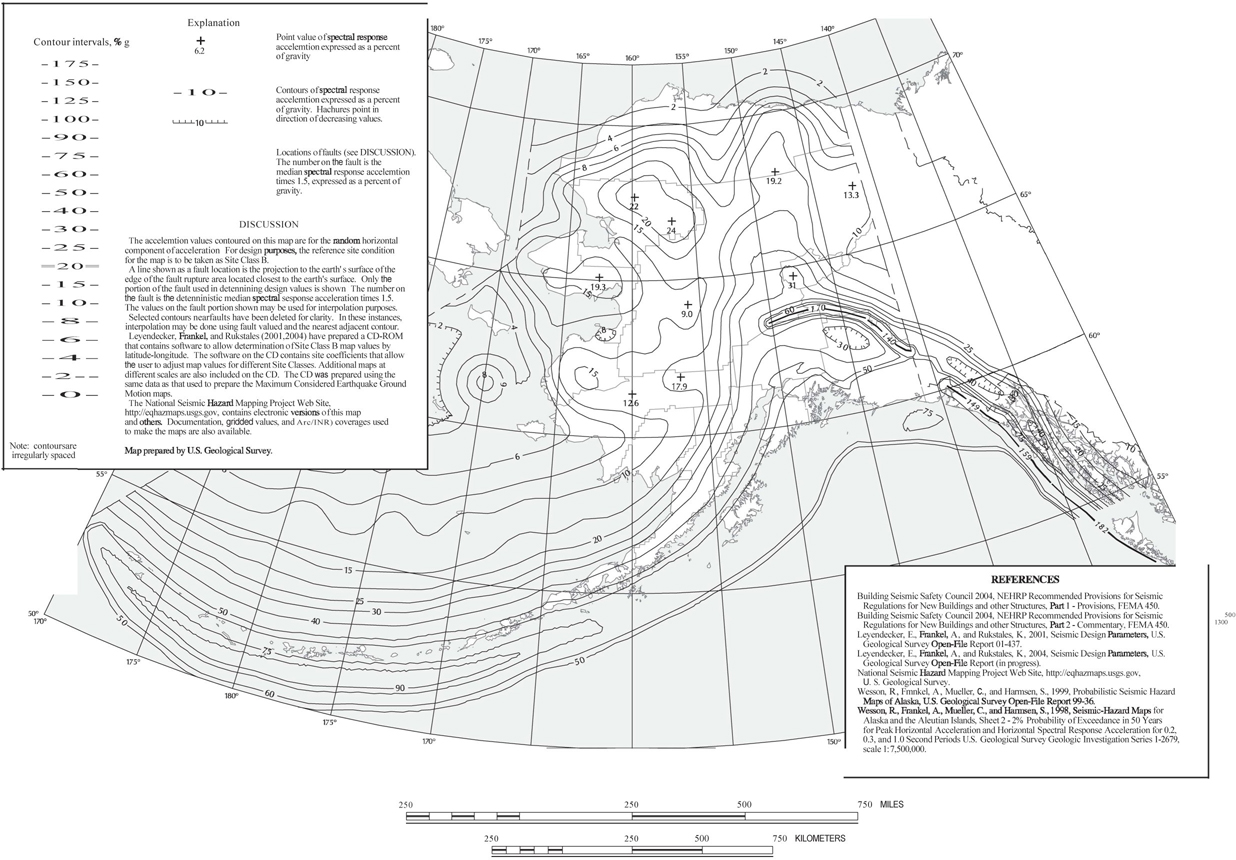 Explanation
Contour intervals, % g
-175-
-150-
-125-
-100-
-90-
-75-
-60-
-50-
-40-
-30-
-25-
=20=
-15-
-10-
-8-
-6-
-4-
-2--
-0-
Note: contoursare
irregularly spaced
+
6.2
Point value of spectral response
accelemtion expressed as a percent
of gravity
-10-
Contours of spectral response
accelemtion expressed as a percent
of gravity. Hachures point in
direction of decreasing values.
10
Locations of faults (see DISCUSSION).
The number on the fault is the
median spectral response accelemtion
times 1.5, expressed as a percent of
gravity.
DISCUSSION
The accelemtion values contoured on this map are for the random horizontal
component of acceleration For design purposes, the reference site condition
for the map is to be taken as Site Class B.
A line shown as a fault location is the projection to the earth's surface of the
edge of the fault rupture area located closest to the earth's surface. Only the
portion of the fault used in detennining design values is shown The number on
the fault is the detenninistic median spectral sesponse acceleration times 1.5.
The values on the fault portion shown may be used for interpolation purposes.
Selected contours nearfaults have been deleted for clarity. In these instances,
interpolation may be done using fault valued and the nearest adjacent contour.
Leyendecker, Frankel, and Rukstales (2001,2004) have prepared a CD-ROM
that contains software to allow determination of Site Class B map values by
latitude-longitude. The software on the CD contains site coefficients that allow
the user to adjust map values for different Site Classes. Additional maps at
different scales are also included on the CD. The CD was prepared using the
same data as that used to prepare the Maximum Considered Earthquake Ground
Motion maps.
The National Seismic Hazard Mapping Project Web Site,
http://eqhazmaps.usgs.gov, contains electronic versions of this map
and others. Documentation, gridded values, and Arc/INR) coverages used
to make the maps are also available.
Map prepared by U.S. Geological Survey.
180°
175°
170°
165°
160°
155°
150°
145°
140°
70°
65°
60°
55°
2
2
2
4
6
8
19.2
13.3
22
20
15
24
10
19.3
15
31
9.0
60
170
140
30
50
8
15
17.9
12.6
2
4
6
8
25
40
149
75
159
20
15
10
182
10
6
20
15
25
30
50
40
75
90
60
50
50
55°
50°
170°
175°
180°
175°
170°
150°
REFERENCES
Building Seismic Safety Council 2004, NEHRP Recommended Provisions for Seismic
Regulations for New Buildings and other Structures, Part 1 - Provisions, FEMA 450.
Building Seismic Safety Council 2004, NEHRP Recommended Provisions for Seismic
Regulations for New Buildings and other Structures, Part 2 - Commentary, FEMA 450.
Leyendecker, E., Frankel, A., and Rukstales, K., 2001, Seismic Design Parameters, U.S.
Geological Survey Open-File Report 01-437.
Leyendecker, E., Frankel, A., and Rukstales, K., 2004, Seismic Design Parameters, U.S.
Geological Survey Open-File Report (in progress).
National Seismic Hazard Mapping Project Web Site, http://eqhazmaps.usgs.gov,
U. S. Geological Survey.
Wesson, R., Fmnkel, A., Mueller, C., and Harmsen, S., 1999, Probabilistic Seismic Hazard
Maps of Alaska, U.S. Geological Survey Open-File Report 99-36.
Wesson, R., Frankel, A., Mueller, C., and Harmsen, S., 1998, Seismic-Hazard Maps for
Alaska and the Aleutian Islands, Sheet 2 - 2% Probability of Exceedance in 50 Years
for Peak Horizontal Acceleration and Horizontal Spectral Response Acceleration for 0.2,
0.3, and 1.0 Second Periods U.S. Geological Survey Geologic Investigation Series 1-2679,
scale 1: 7,500,000.
500
1300
250 250 500 750 MILES
250 250 500 750 KILOMETERS